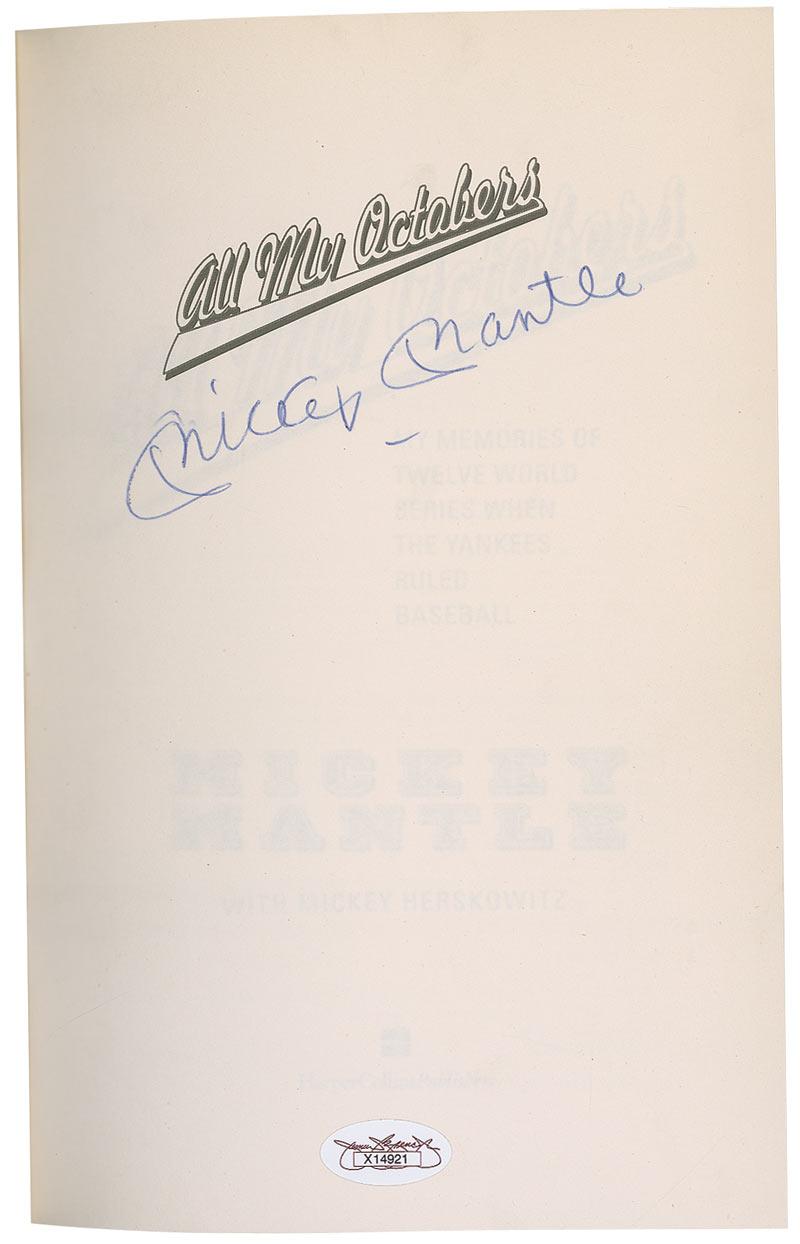 All My Octobers
Mickey Mantle
MY MEMORIES OF
TWELVE WORLD
SERIES WHEN
THE YANKEES
RULED
BASEBALL
MICKEY
MANTLE
WITH MICKEY HERSKOWITZ
HarperCollinsPublishers
X14921